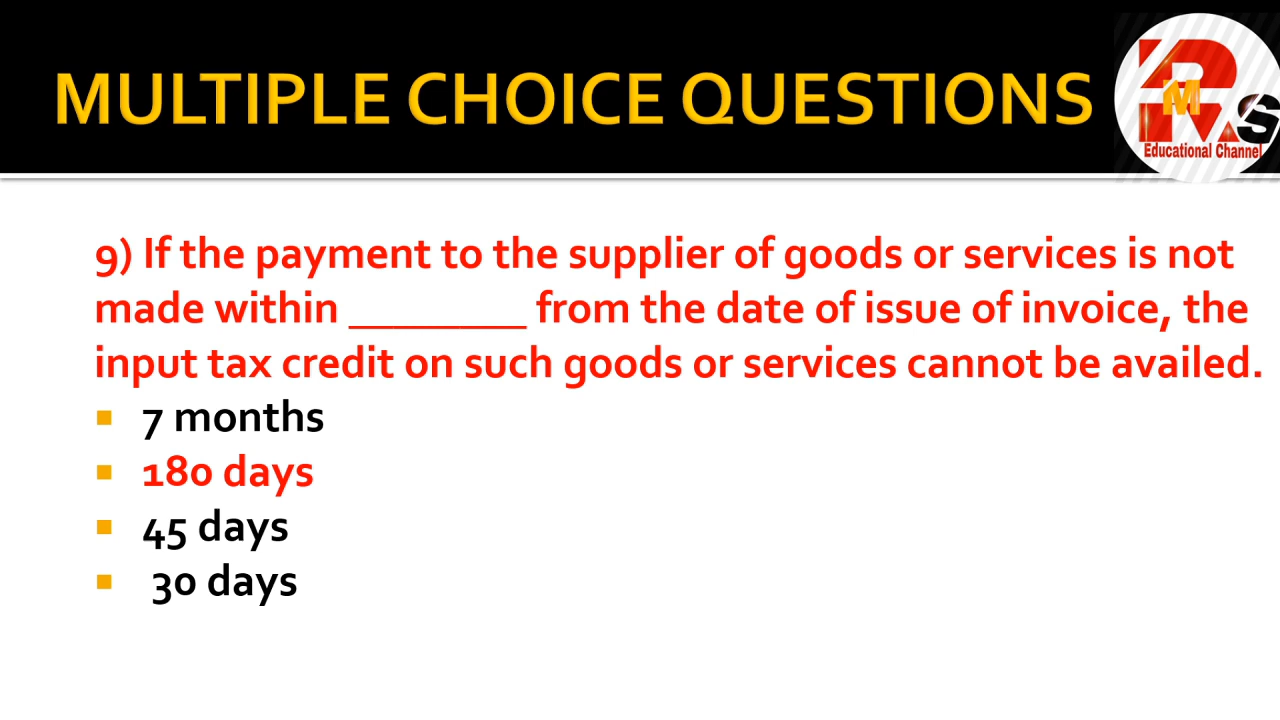 MULTIPLE CHOICE QUESTIONS
RMS
Educational Channel
9) If the payment to the supplier of goods or services is not
made within ________ from the date of issue of invoice, the
input tax credit on such goods or services cannot be availed.
7 months
180 days
45 days
30 days